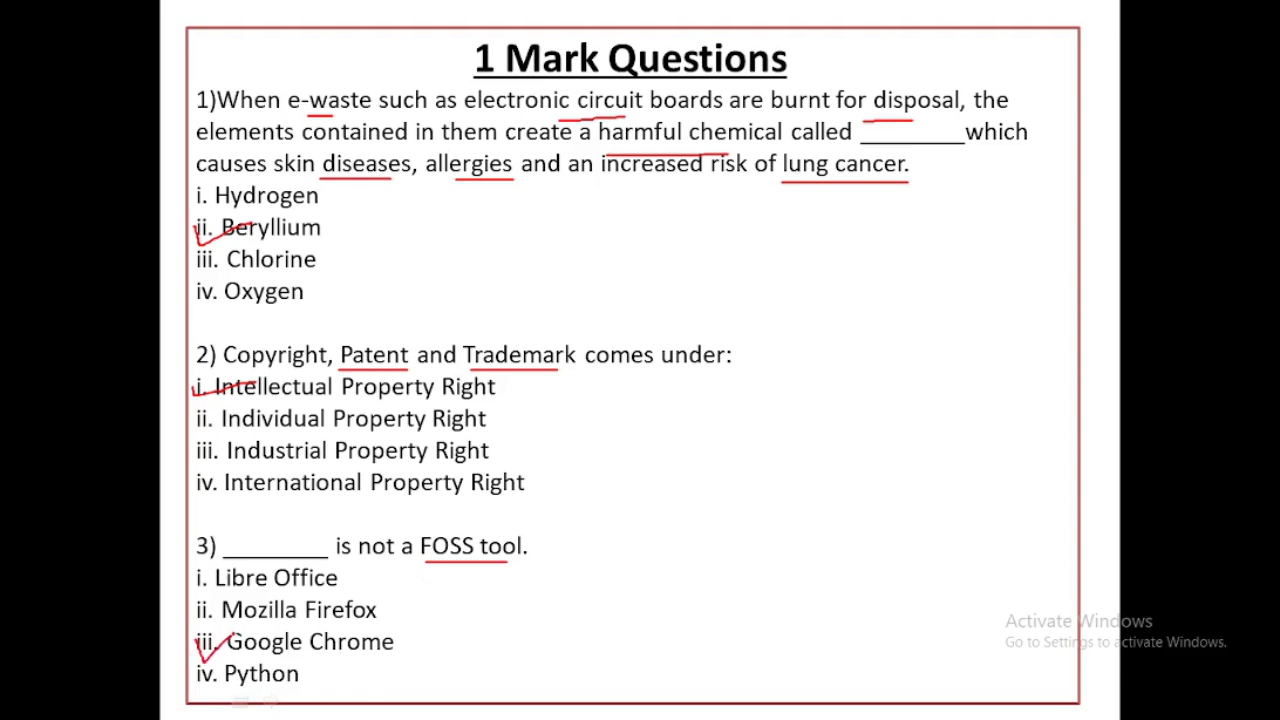 1 Mark Questions
1)When e-waste such as electronic circuit boards are burnt for disposal, the
elements contained in them create a harmful chemical called ________which
causes skin diseases, allergies and an increased risk of lung cancer.
i. Hydrogen
ii. Beryllium
iii. Chlorine
iv. Oxygen
2) Copyright, Patent and Trademark comes under:
i. Intellectual Property Right
ii. Individual Property Right
iii. Industrial Property Right
iv. International Property Right
3) ________ is not a FOSS tool.
i. Libre Office
ii. Mozilla Firefox
iii. Google Chrome
iv. Python
Activate Windows
Go to Settings to activate Windows.